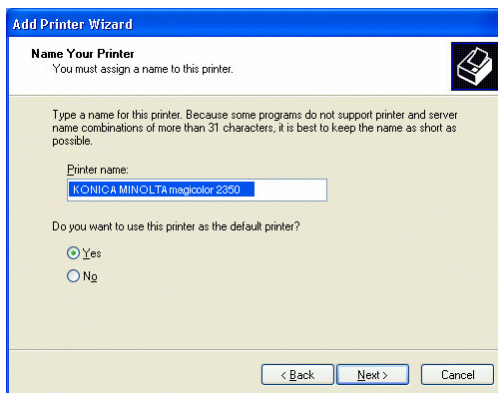 Add Printer Wizard
Name Your Printer
You must assign a name to this printer.
Type a name for this printer. Because some programs do not support printer and server
name combinations of more than 31 characters, it is best to keep the name as short as
possible.
Printer name:
KONICA MINOLTA magicolor 2350
Do you want to use this printer as the default printer?
Yes
No
< Back Next > Cancel